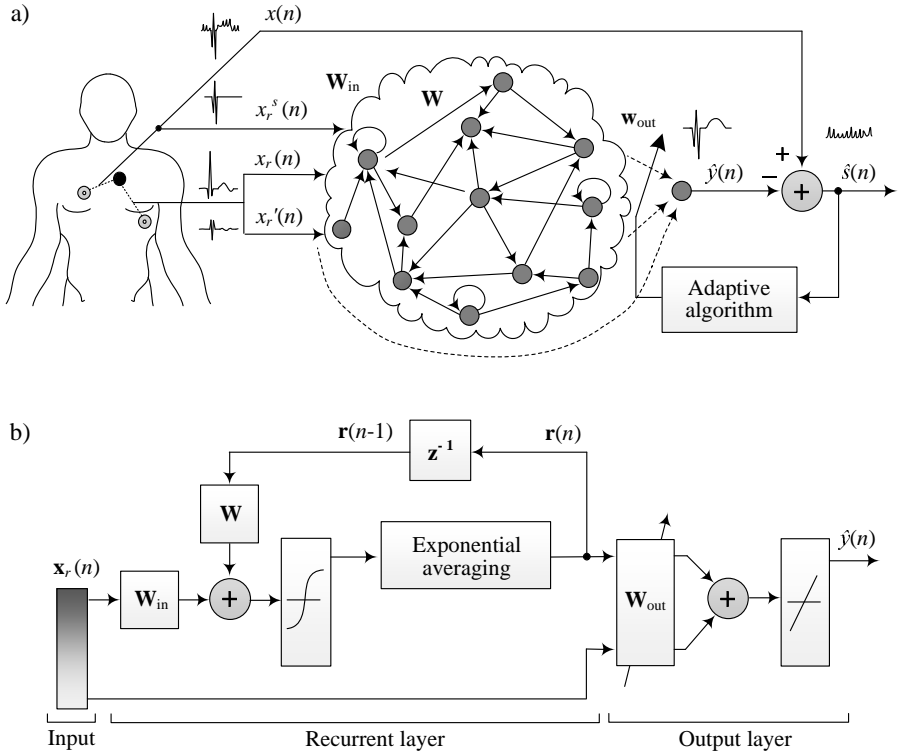 a)
x(n)
W_in
W
x_r^s(n)
w_out
x_r(n)
ŷ(n)
+
−
+
ŝ(n)
x_r'(n)
Adaptive
algorithm
b)
r(n-1)
z^-1
r(n)
W
x_r(n)
W_in
+
Exponential
averaging
W_out
+
ŷ(n)
Input
Recurrent layer
Output layer